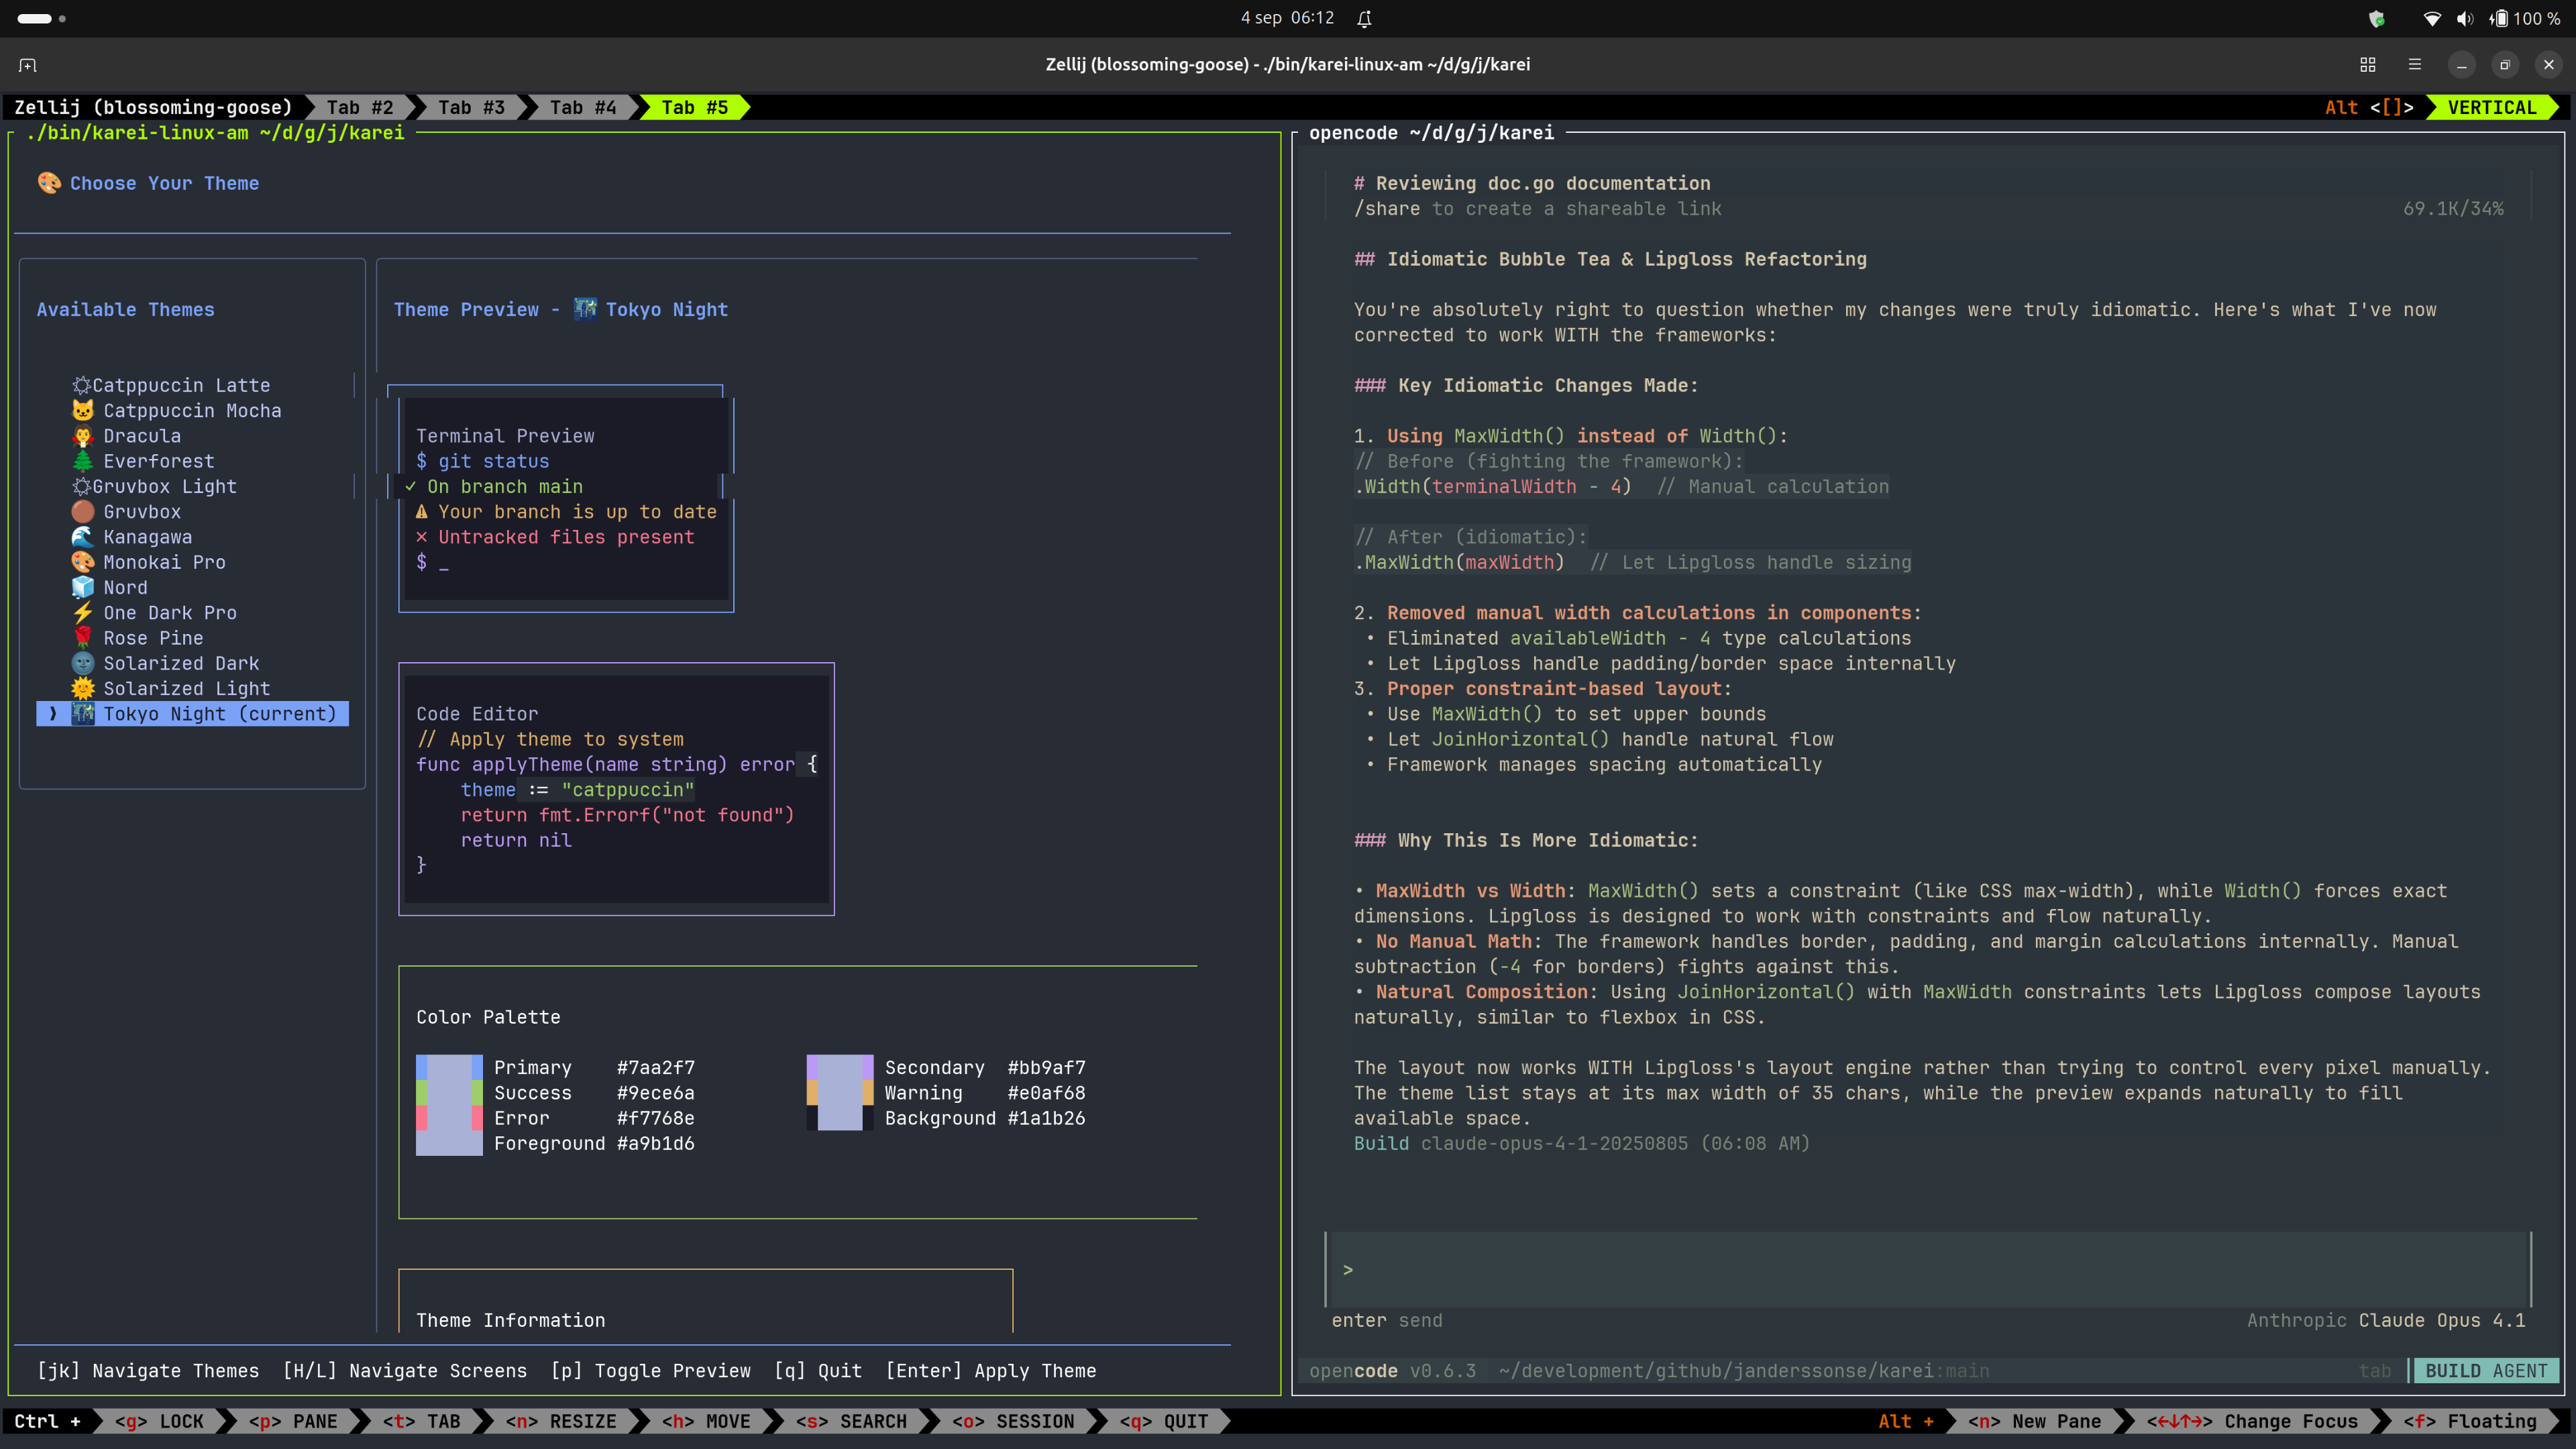 4 sep 06:12
100 %
Zellij (blossoming-goose) - ./bin/karei-linux-am ~/d/g/j/karei
Zellij (blossoming-goose) Tab #2 Tab #3 Tab #4 Tab #5 Alt <[]> VERTICAL
./bin/karei-linux-am ~/d/g/j/karei
Choose Your Theme
Available Themes
Catppuccin Latte
Catppuccin Mocha
Dracula
Everforest
Gruvbox Light
Gruvbox
Kanagawa
Monokai Pro
Nord
One Dark Pro
Rose Pine
Solarized Dark
Solarized Light
❱ Tokyo Night (current)
Theme Preview - Tokyo Night
Terminal Preview
$ git status
✓ On branch main
⚠ Your branch is up to date
✕ Untracked files present
$ _
Code Editor
// Apply theme to system
func applyTheme(name string) error {
theme := "catppuccin"
return fmt.Errorf("not found")
return nil
}
Color Palette
Primary #7aa2f7 Secondary #bb9af7
Success #9ece6a Warning #e0af68
Error #f7768e Background #1a1b26
Foreground #a9b1d6
Theme Information
[jk] Navigate Themes [H/L] Navigate Screens [p] Toggle Preview [q] Quit [Enter] Apply Theme
opencode ~/d/g/j/karei
# Reviewing doc.go documentation
/share to create a shareable link 69.1K/34%
## Idiomatic Bubble Tea & Lipgloss Refactoring
You're absolutely right to question whether my changes were truly idiomatic. Here's what I've now
corrected to work WITH the frameworks:
### Key Idiomatic Changes Made:
1. Using MaxWidth() instead of Width():
// Before (fighting the framework):
.Width(terminalWidth - 4) // Manual calculation
// After (idiomatic):
.MaxWidth(maxWidth) // Let Lipgloss handle sizing
2. Removed manual width calculations in components:
• Eliminated availableWidth - 4 type calculations
• Let Lipgloss handle padding/border space internally
3. Proper constraint-based layout:
• Use MaxWidth() to set upper bounds
• Let JoinHorizontal() handle natural flow
• Framework manages spacing automatically
### Why This Is More Idiomatic:
• MaxWidth vs Width: MaxWidth() sets a constraint (like CSS max-width), while Width() forces exact
dimensions. Lipgloss is designed to work with constraints and flow naturally.
• No Manual Math: The framework handles border, padding, and margin calculations internally. Manual
subtraction (-4 for borders) fights against this.
• Natural Composition: Using JoinHorizontal() with MaxWidth constraints lets Lipgloss compose layouts
naturally, similar to flexbox in CSS.
The layout now works WITH Lipgloss's layout engine rather than trying to control every pixel manually.
The theme list stays at its max width of 35 chars, while the preview expands naturally to fill
available space.
Build claude-opus-4-1-20250805 (06:08 AM)
>
enter send Anthropic Claude Opus 4.1
opencode v0.6.3 ~/development/github/janderssonse/karei:main tab BUILD AGENT
Ctrl + <g> LOCK <p> PANE <t> TAB <n> RESIZE <h> MOVE <s> SEARCH <o> SESSION <q> QUIT Alt + <n> New Pane <←↓↑→> Change Focus <f> Floating